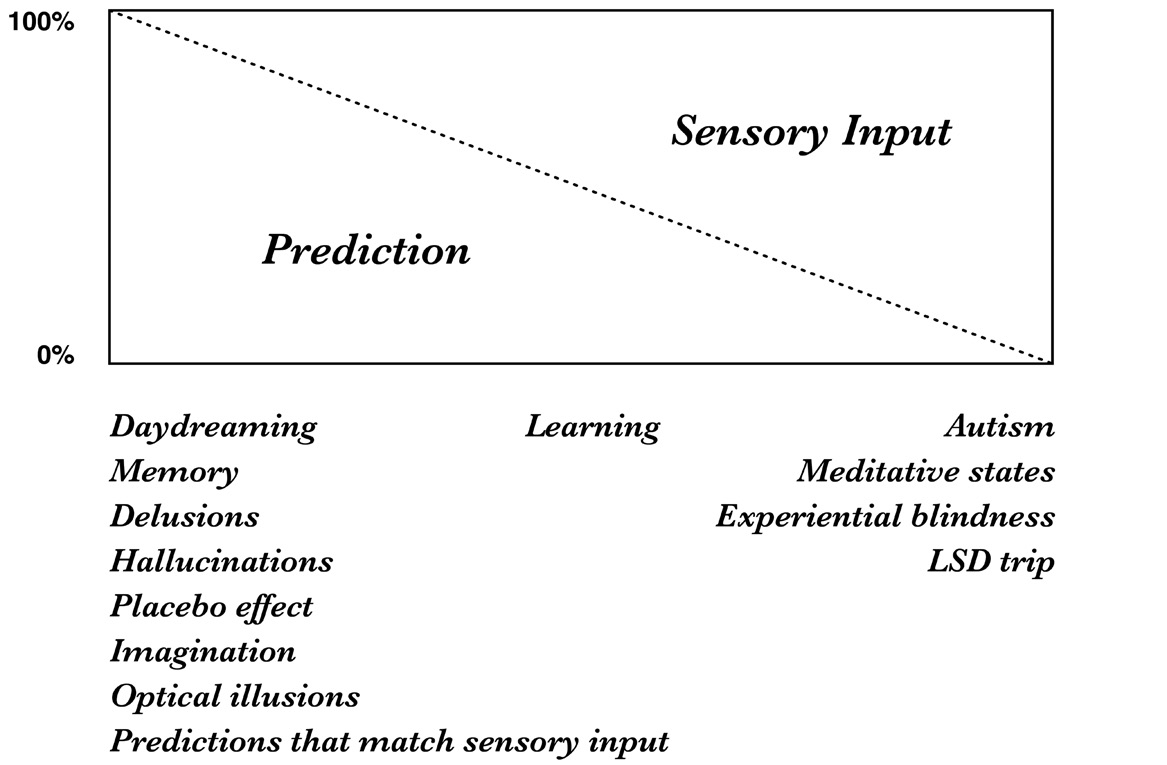 100%
Sensory Input
Prediction
0%
Daydreaming Learning Autism
Memory Meditative states
Delusions Experiential blindness
Hallucinations LSD trip
Placebo effect
Imagination
Optical illusions
Predictions that match sensory input